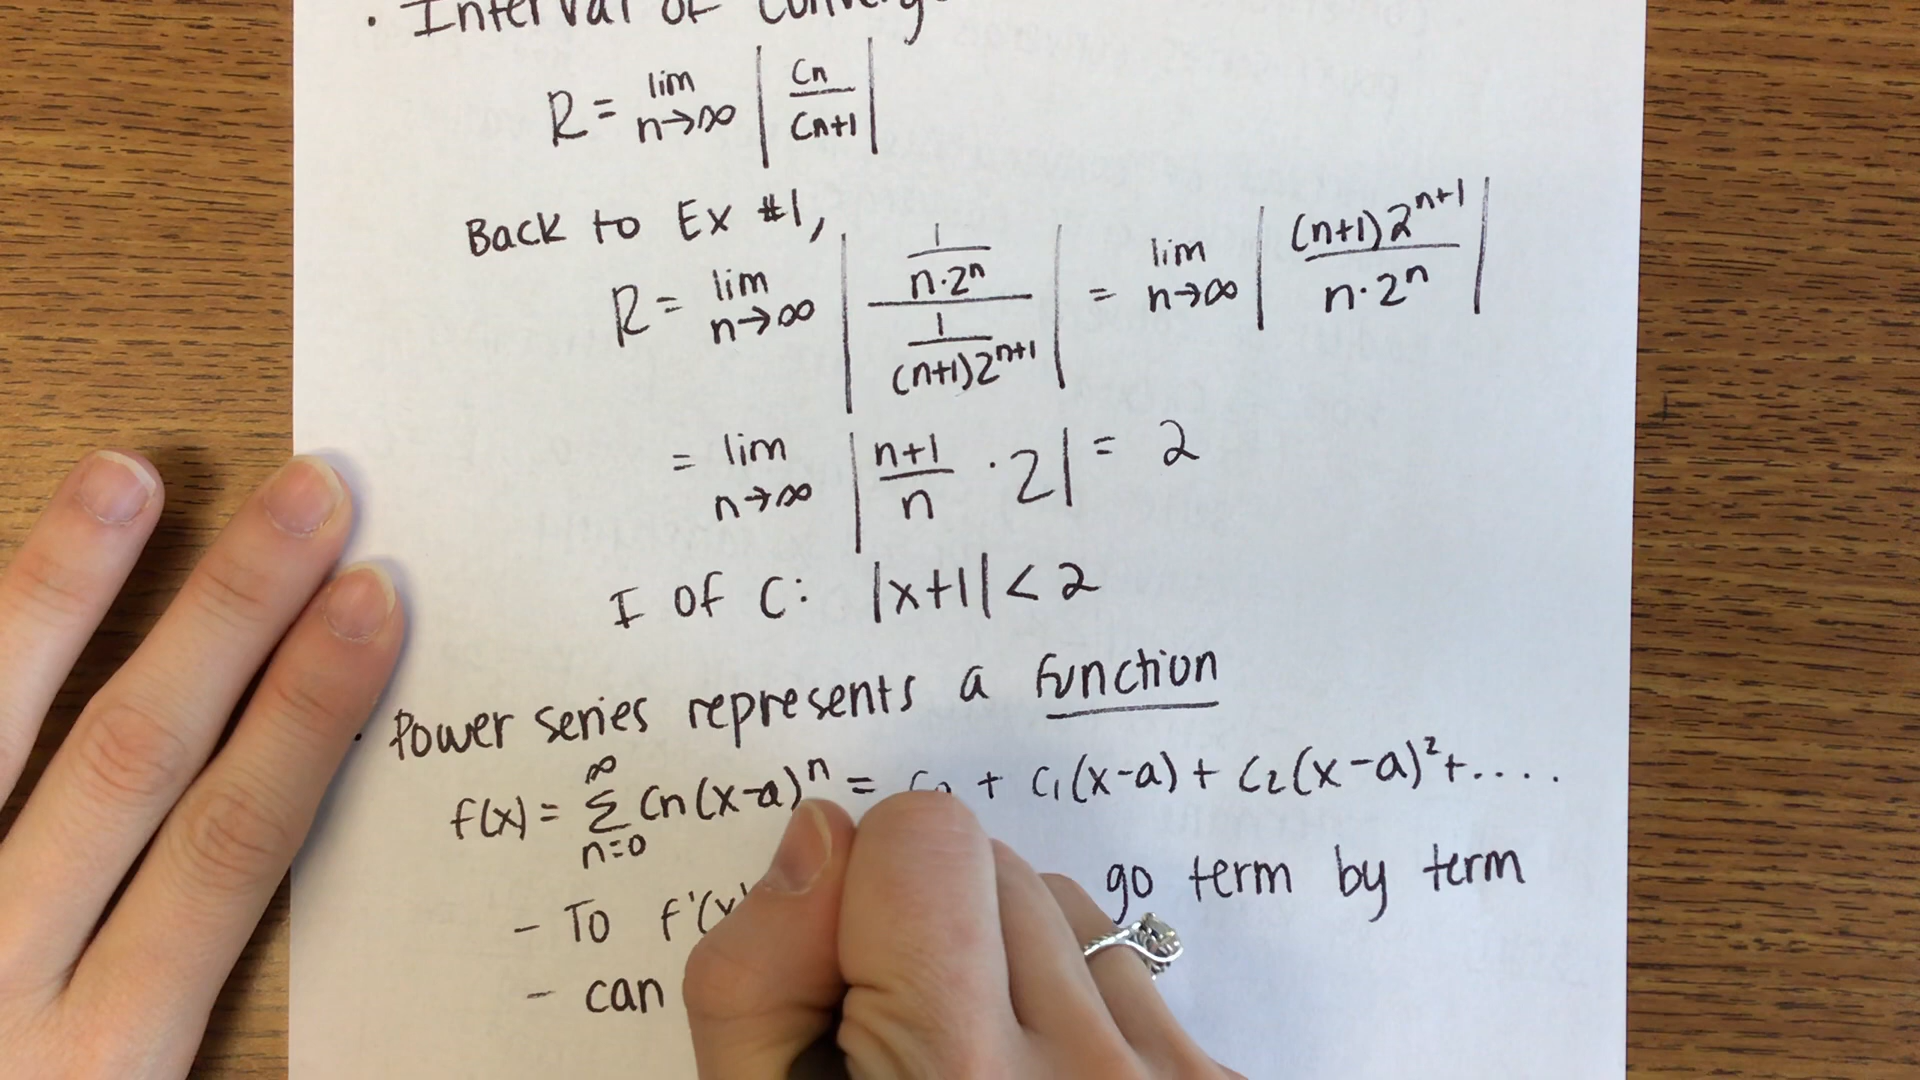 · Interval of Converg
R = lim n→∞ | Cn / Cn+1 |
Back to Ex #1,
R = lim n→∞ | (1 / n·2^n) / (1 / (n+1)2^(n+1)) | = lim n→∞ | (n+1)2^(n+1) / n·2^n |
= lim n→∞ | n+1 / n · 2 | = 2
I of C: |x+1| < 2
· Power series represents a function
f(x) = ∞ Σ n=0 Cn(x-a)^n = + C₁(x-a) + C₂(x-a)² + ....
- To f'(x) go term by term
- can